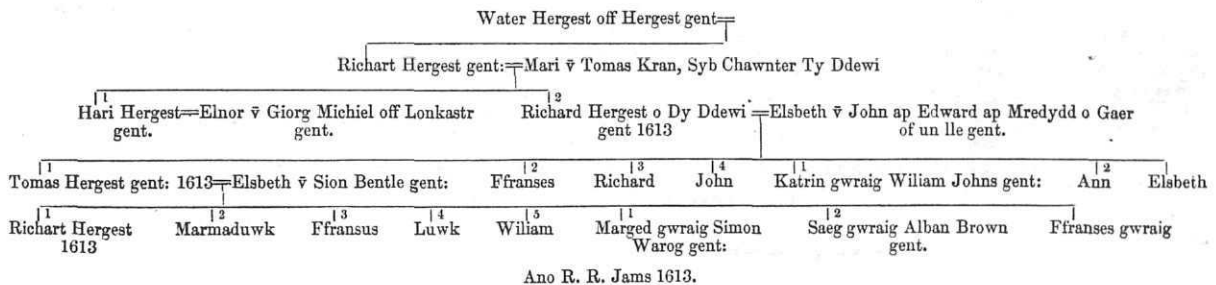 Water Hergest off Hergest gent
Richart Hergest gent: Mari v̄ Tomas Kran, Syb Chawnter Ty Ddewi
1 2
Hari Hergest Elnor v̄ Giorg Michiel off Lonkastr Richard Hergest o Dy Ddewi Elsbeth v̄ John ap Edward ap Mredydd o Gaer
gent. gent. gent 1613 of un lle gent.
1 2 3 4 1 2
Tomas Hergest gent: 1613 Elsbeth v̄ Sion Bentle gent: Ffranses Richard John Katrin gwraig Wiliam Johns gent: Ann Elsbeth
1 2 3 4 5 1 2
Richart Hergest Marmaduwk Ffransus Luwk Wiliam Marged gwraig Simon Saeg gwraig Alban Brown Ffranses gwraig
1613 Warog gent: gent.
Ano R. R. Jams 1613.